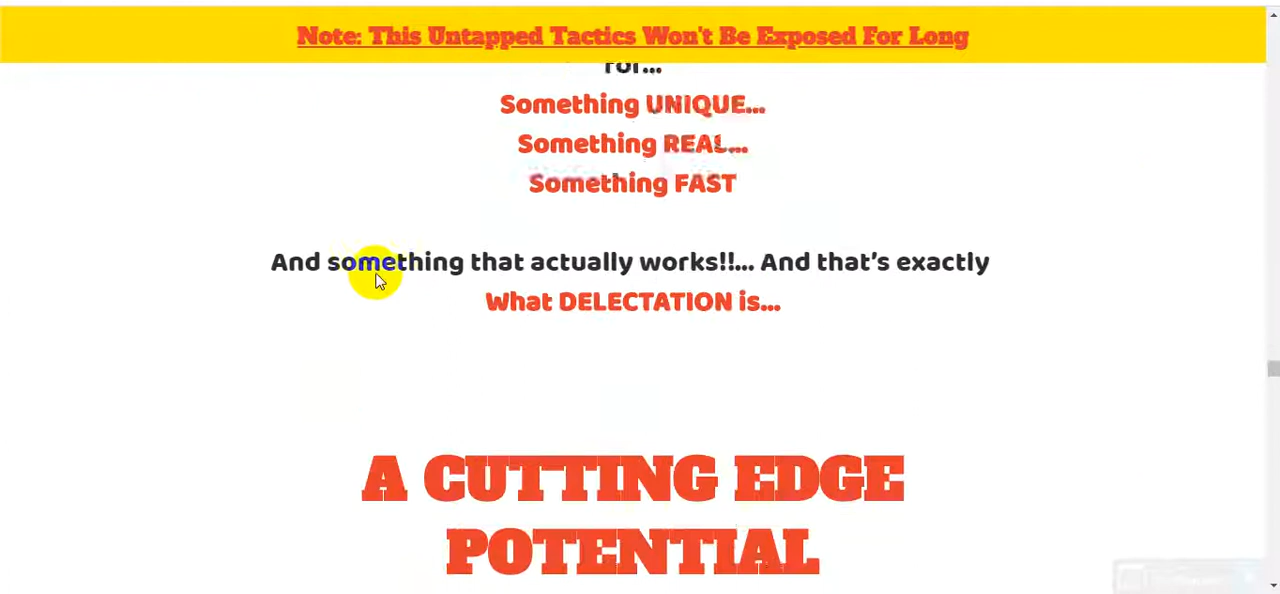 Note: This Untapped Tactics Won't Be Exposed For Long
For...
Something UNIQUE...
Something REAL...
Something FAST
And something that actually works!!... And that's exactly
What DELECTATION is...
A CUTTING EDGE
POTENTIAL